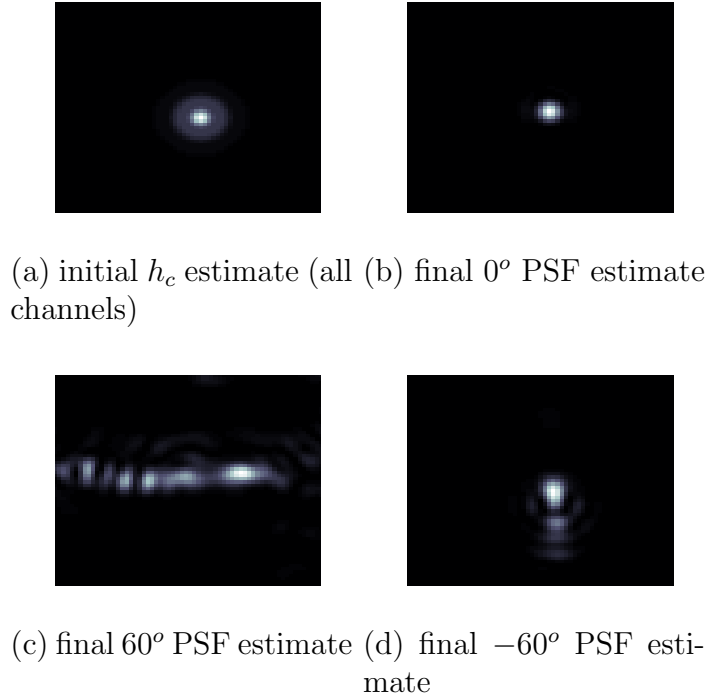 (a) initial h_c estimate (all channels)
(b) final 0° PSF estimate
(c) final 60° PSF estimate
(d) final −60° PSF esti-
mate